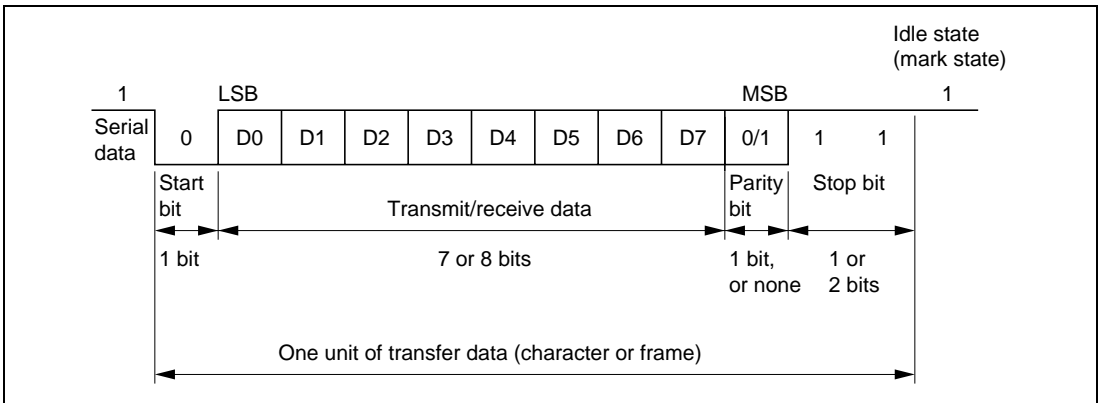 Idle state
(mark state)
1 LSB MSB 1
Serial
data
0 D0 D1 D2 D3 D4 D5 D6 D7 0/1 1 1
Start
bit
Transmit/receive data
Parity
bit
Stop bit
1 bit
7 or 8 bits
1 bit,
or none
1 or
2 bits
One unit of transfer data (character or frame)